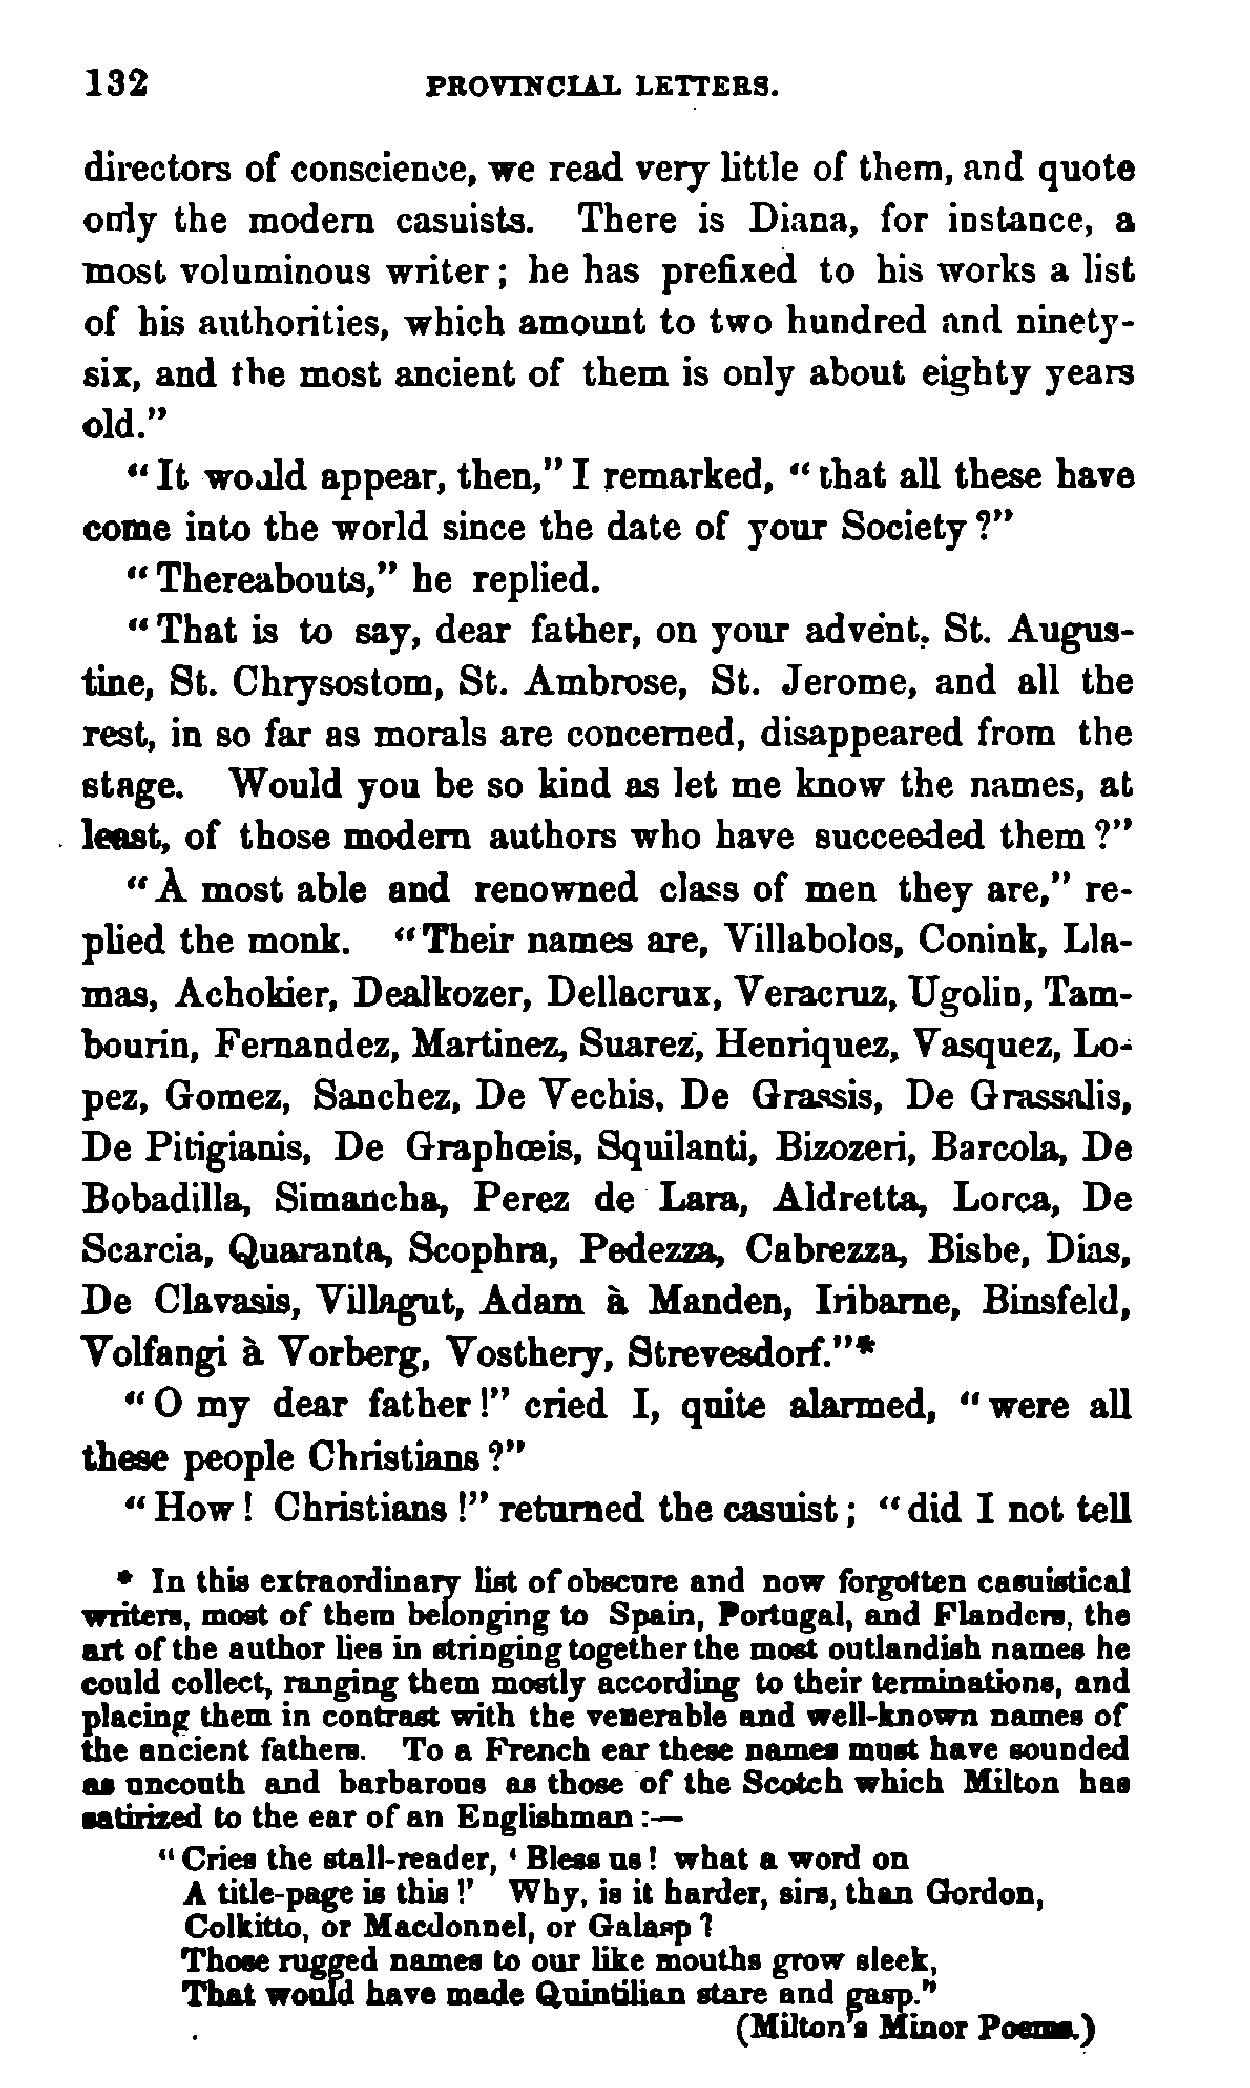 132 PROVINCIAL LETTERS.
directors of conscience, we read very little of them, and quote
only the modern casuists. There is Diana, for instance, a
most voluminous writer; he has prefixed to his works a list
of his authorities, which amount to two hundred and ninety-
six, and the most ancient of them is only about eighty years
old."
"It would appear, then," I remarked, "that all these have
come into the world since the date of your Society?"
"Thereabouts," he replied.
"That is to say, dear father, on your advent, St. Augus-
tine, St. Chrysostom, St. Ambrose, St. Jerome, and all the
rest, in so far as morals are concerned, disappeared from the
stage. Would you be so kind as let me know the names, at
least, of those modern authors who have succeeded them?"
"A most able and renowned class of men they are," re-
plied the monk. "Their names are, Villabolos, Conink, Lla-
mas, Achokier, Dealkozer, Dellacrux, Veracruz, Ugolin, Tam-
bourin, Fernandez, Martinez, Suarez, Henriquez, Vasquez, Lo-
pez, Gomez, Sanchez, De Vechis, De Grassis, De Grassalis,
De Pitigianis, De Graphœis, Squilanti, Bizozeri, Barcola, De
Bobadilla, Simancha, Perez de Lara, Aldretta, Lorca, De
Scarcia, Quaranta, Scophra, Pedezza, Cabrezza, Bisbe, Dias,
De Clavasis, Villagut, Adam à Manden, Iribarne, Binsfeld,
Volfangi à Vorberg, Vosthery, Strevesdorf."*
"O my dear father!" cried I, quite alarmed, "were all
these people Christians?"
"How! Christians!" returned the casuist; "did I not tell
* In this extraordinary list of obscure and now forgotten casuistical
writers, most of them belonging to Spain, Portugal, and Flanders, the
art of the author lies in stringing together the most outlandish names he
could collect, ranging them mostly according to their terminations, and
placing them in contrast with the venerable and well-known names of
the ancient fathers. To a French ear these names must have sounded
as uncouth and barbarous as those of the Scotch which Milton has
satirized to the ear of an Englishman:—
"Cries the stall-reader, 'Bless us! what a word on
A title-page is this!' Why, is it harder, sirs, than Gordon,
Colkitto, or Macdonnel, or Galasp?
Those rugged names to our like mouths grow sleek,
That would have made Quintilian stare and gasp."
(Milton's Minor Poems.)